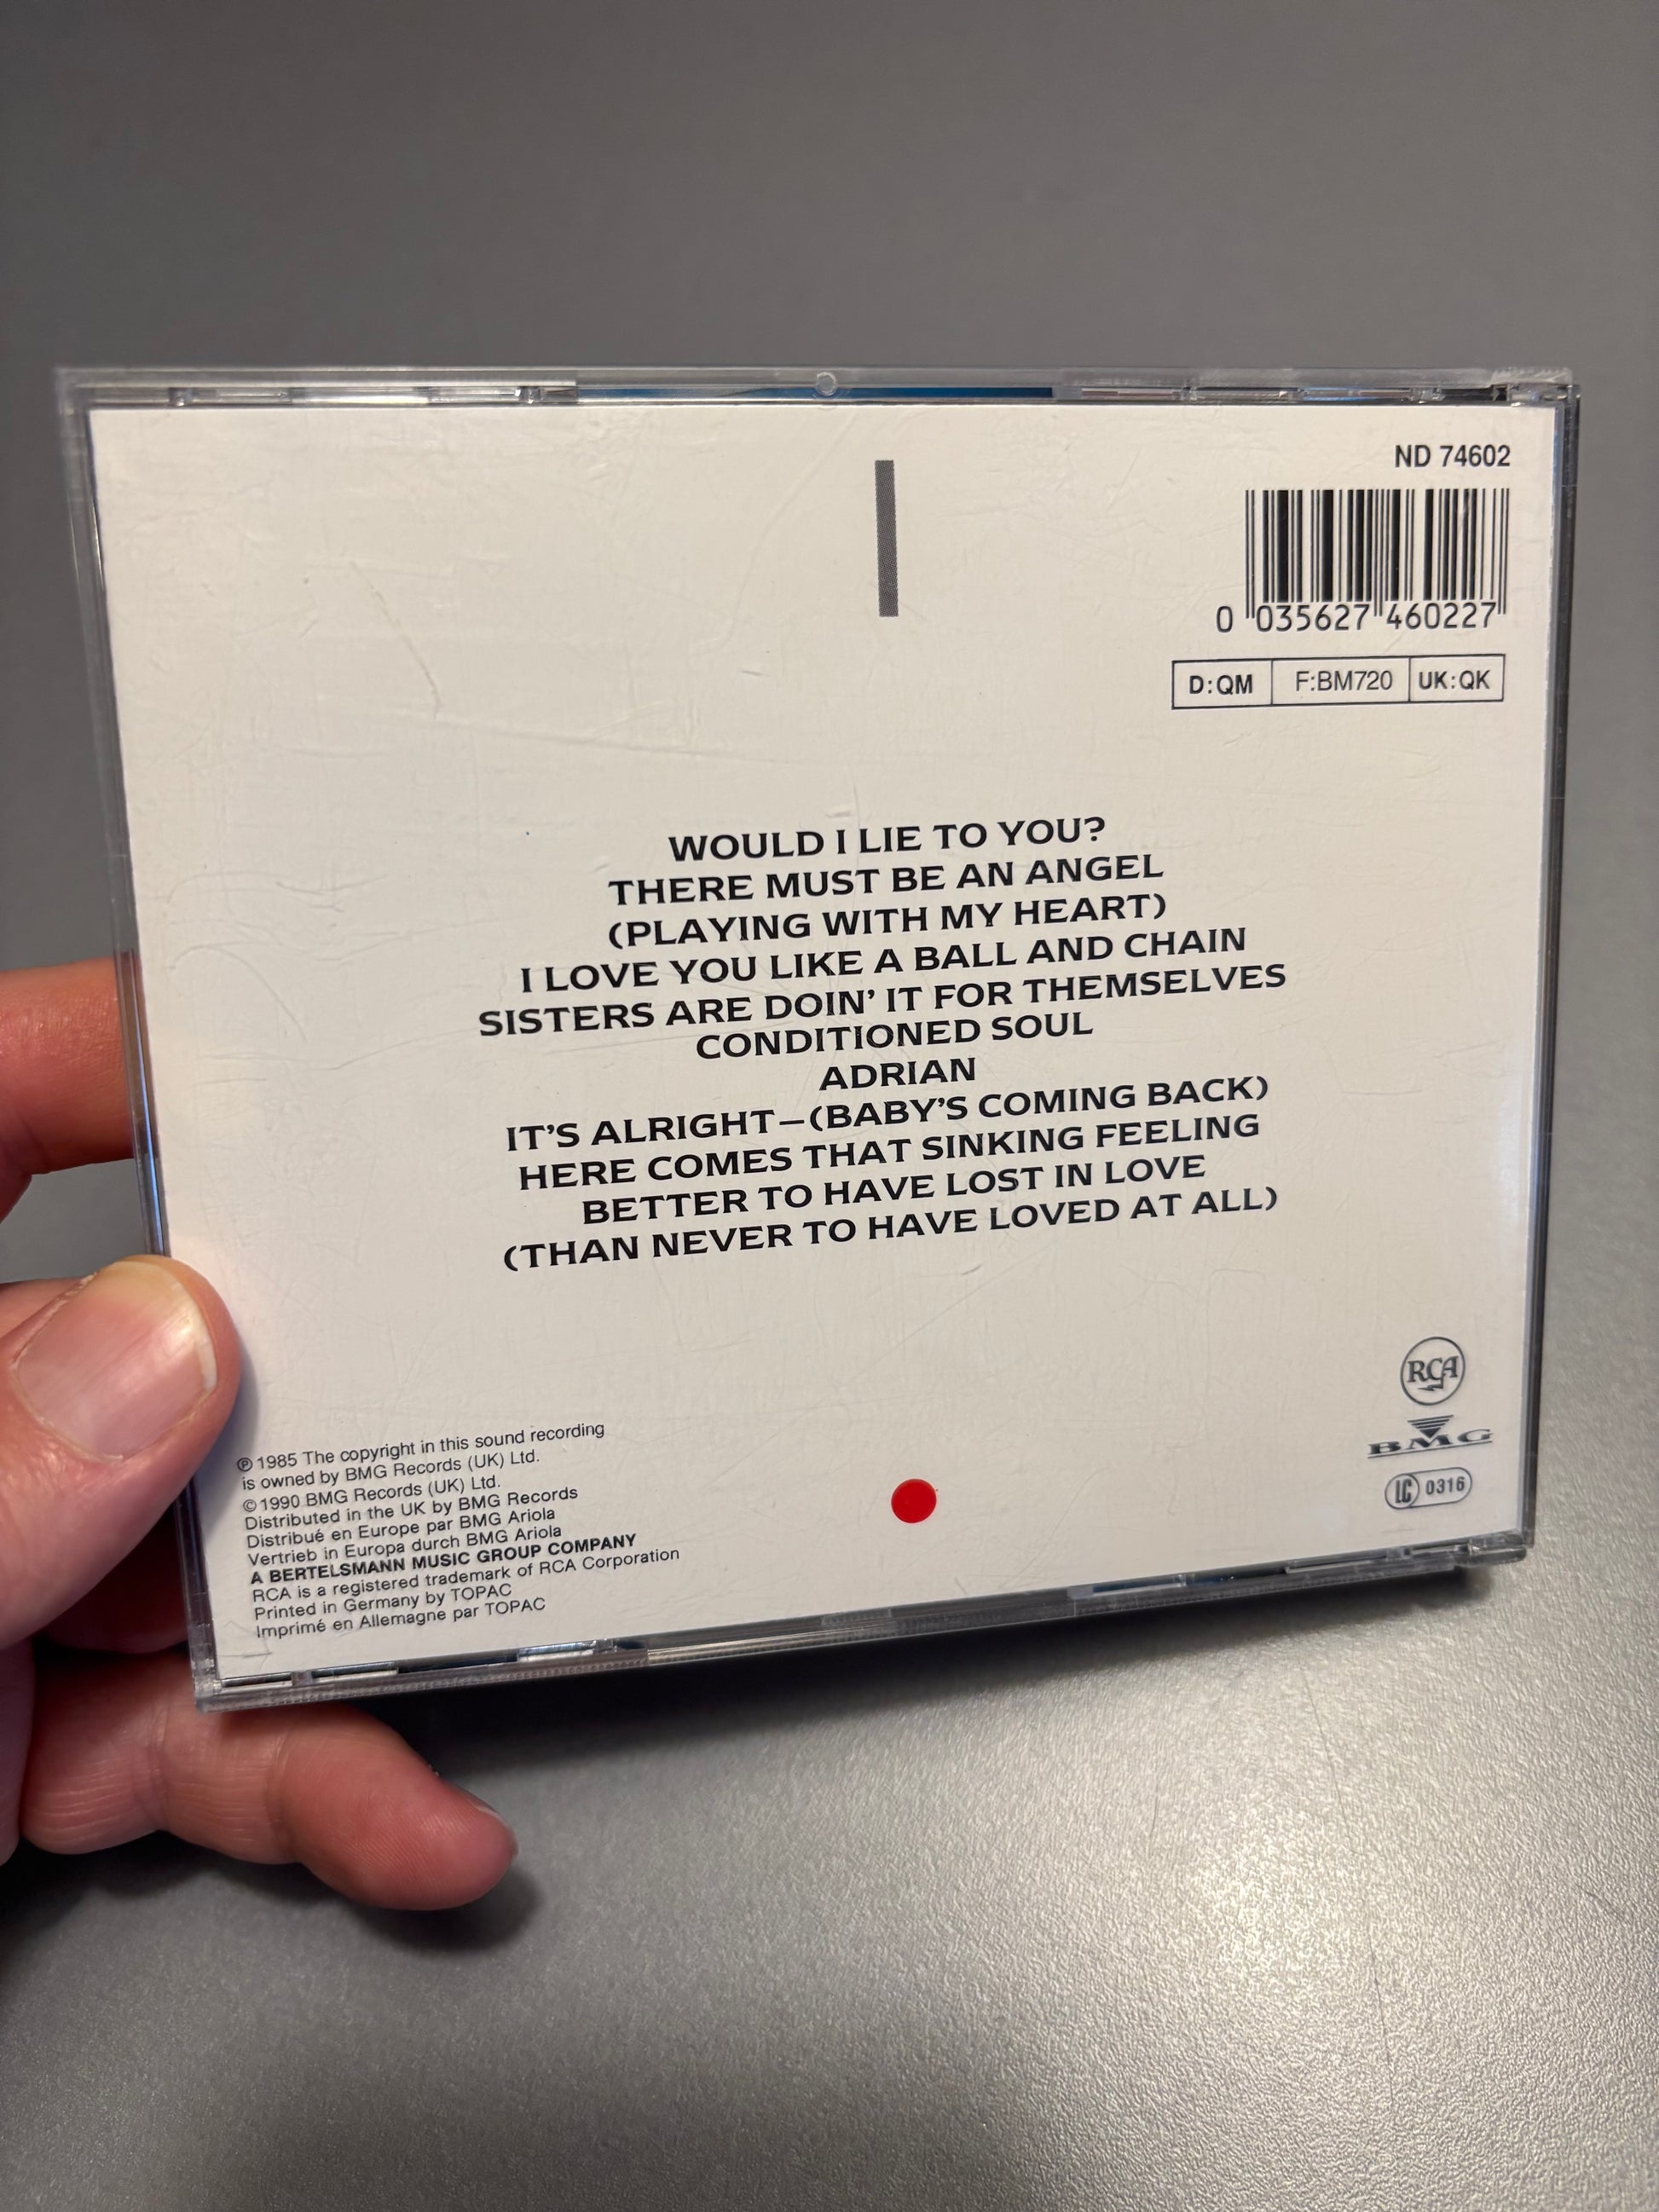 ND 74602
0 035627 460227
D:QM F:BM720 UK:QK
WOULD I LIE TO YOU?
THERE MUST BE AN ANGEL
(PLAYING WITH MY HEART)
I LOVE YOU LIKE A BALL AND CHAIN
SISTERS ARE DOIN' IT FOR THEMSELVES
CONDITIONED SOUL
ADRIAN
IT'S ALRIGHT–(BABY'S COMING BACK)
HERE COMES THAT SINKING FEELING
BETTER TO HAVE LOST IN LOVE
(THAN NEVER TO HAVE LOVED AT ALL)
℗ 1985 The copyright in this sound recording
is owned by BMG Records (UK) Ltd.
© 1990 BMG Records (UK) Ltd.
Distributed in the UK by BMG Records
Distribué en Europe par BMG Ariola
Vertrieb in Europa durch BMG Ariola
A BERTELSMANN MUSIC GROUP COMPANY
RCA is a registered trademark of RCA Corporation
Printed in Germany by TOPAC
Imprimé en Allemagne par TOPAC
RCA
BMG
LC 0316